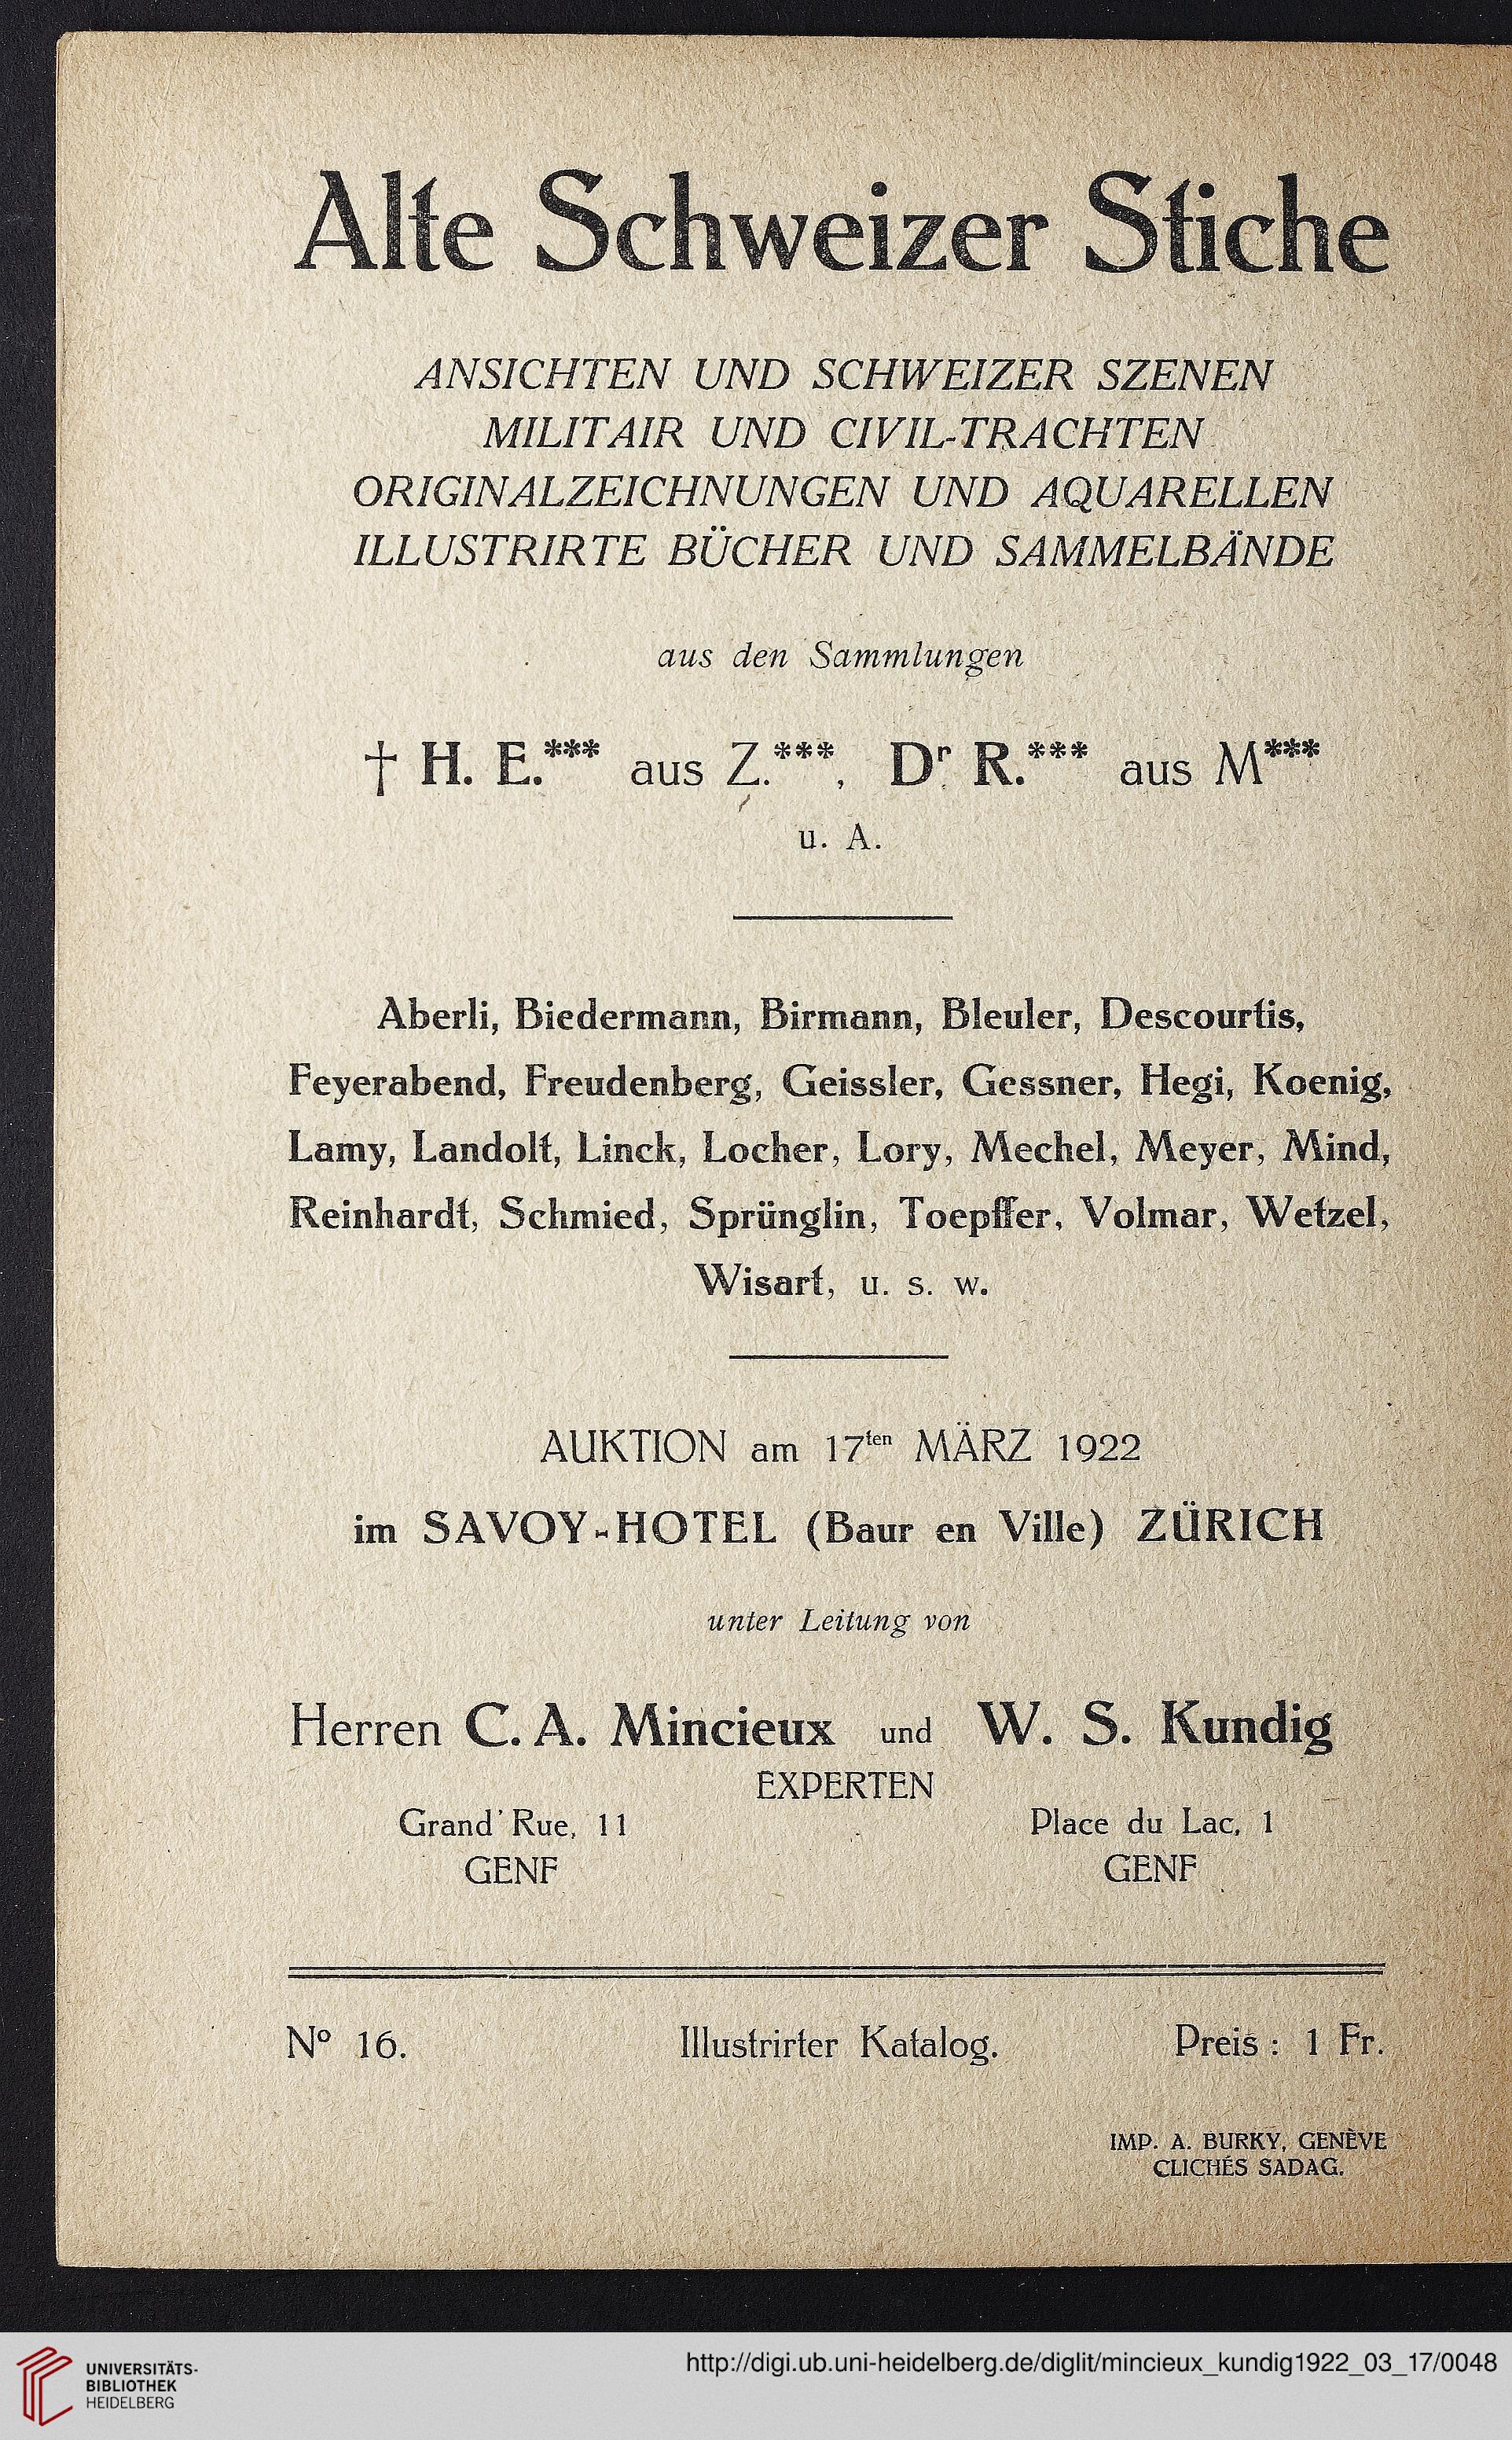 Alte Schweizer Stiche
ANSICHTEN UND SCHWEIZER SZENEN
MILITAIR UND CIVIL-TRACHTEN
ORIGINALZEICHNUNGEN UND AQUARELLEN
ILLUSTRIRTE BÜCHER UND SAMMELBÄNDE
aus den Sammlungen
† H. E.*** aus Z.***, Dr R.*** aus M***
u. A.
Aberli, Biedermann, Birmann, Bleuler, Descourtis,
Feyerabend, Freudenberg, Geissler, Gessner, Hegi, Koenig,
Lamy, Landolt, Linck, Locher, Lory, Mechel, Meyer, Mind,
Reinhardt, Schmied, Sprünglin, Toepffer, Volmar, Wetzel,
Wisart, u. s. w.
AUKTION am 17ten MÄRZ 1922
im SAVOY-HOTEL (Baur en Ville) ZÜRICH
unter Leitung von
Herren C. A. Mincieux und W. S. Kundig
EXPERTEN
Grand'Rue, 11 Place du Lac, 1
GENF GENF
No 16. Illustrirter Katalog. Preis : 1 Fr.
IMP. A. BURKY, GENÈVE
CLICHÉS SADAG.
UNIVERSITÄTS-
BIBLIOTHEK
HEIDELBERG
http://digi.ub.uni-heidelberg.de/diglit/mincieux_kundig1922_03_17/0048